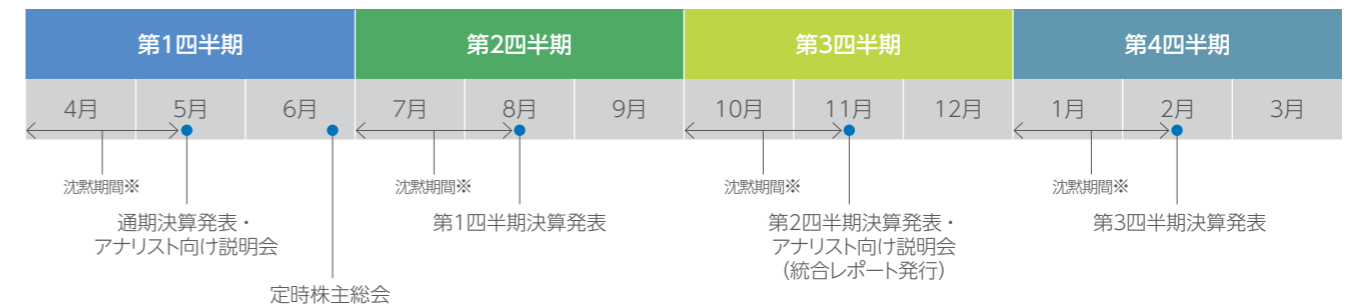 第1四半期
第2四半期
第3四半期
第4四半期
4月
5月
6月
7月
8月
9月
10月
11月
12月
1月
2月
3月
沈黙期間※
沈黙期間※
沈黙期間※
沈黙期間※
通期決算発表・
アナリスト向け説明会
第1四半期決算発表
第2四半期決算発表・
アナリスト向け説明会
(統合レポート発行)
第3四半期決算発表
定時株主総会